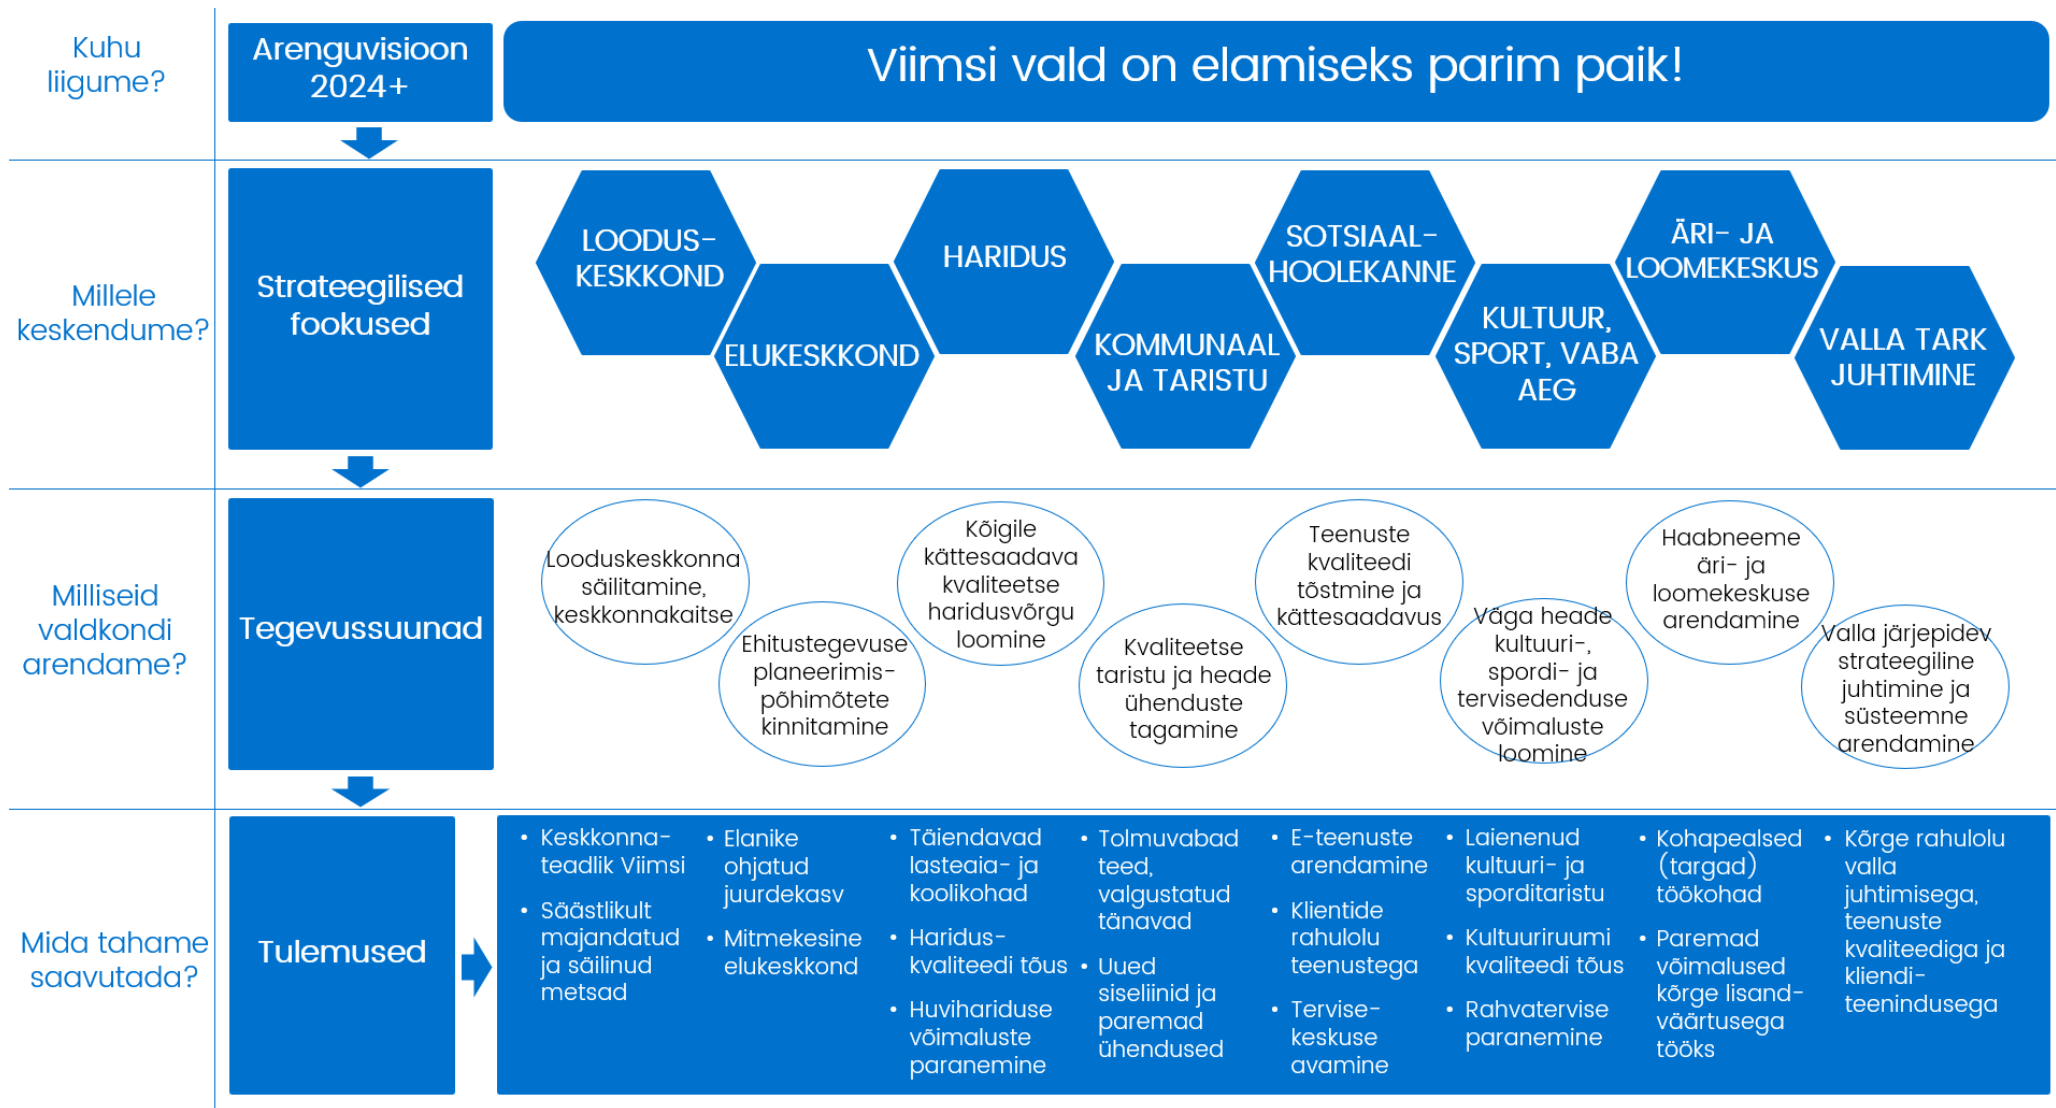 Kuhu
liigume?
Arenguvisioon
2024+
Viimsi vald on elamiseks parim paik!
Millele
keskendume?
Strateegilised
fookused
LOODUS-
KESKKOND
ELUKESKKOND
HARIDUS
KOMMUNAAL
JA TARISTU
SOTSIAAL-
HOOLEKANNE
KULTUUR,
SPORT, VABA
AEG
ÄRI- JA
LOOMEKESKUS
VALLA TARK
JUHTIMINE
Milliseid
valdkondi
arendame?
Tegevussuunad
Looduskeskkonna
säilitamine,
keskkonnakaitse
Ehitustegevuse
planeerimis-
põhimõtete
kinnitamine
Kõigile
kättesaadava
kvaliteetse
haridusvõrgu
loomine
Kvaliteetse
taristu ja heade
ühenduste
tagamine
Teenuste
kvaliteedi
tõstmine ja
kättesaadavus
Väga heade
kultuuri-,
spordi- ja
tervisedenduse
võimaluste
loomine
Haabneeme
äri- ja
loomekeskuse
arendamine
Valla järjepidev
strateegiline
juhtimine ja
süsteemne
arendamine
Mida tahame
saavutada?
Tulemused
• Keskkonna-
teadlik Viimsi
• Säästlikult
majandatud
ja säilinud
metsad
• Elanike
ohjatud
juurdekasv
• Mitmekesine
elukeskkond
• Täiendavad
lasteaia- ja
koolikohad
• Haridus-
kvaliteedi tõus
• Huvihariduse
võimaluste
paranemine
• Tolmuvabad
teed,
valgustatud
tänavad
• Uued
siseliinid ja
paremad
ühendused
• E-teenuste
arendamine
• Klientide
rahulolu
teenustega
• Tervise-
keskuse
avamine
• Laienenud
kultuuri- ja
sporditaristu
• Kultuuriruumi
kvaliteedi tõus
• Rahvatervise
paranemine
• Kohapealsed
(targad)
töökohad
• Paremad
võimalused
kõrge lisand-
väärtusega
tööks
• Kõrge rahulolu
valla
juhtimisega,
teenuste
kvaliteediga ja
kliendi-
teenindusega